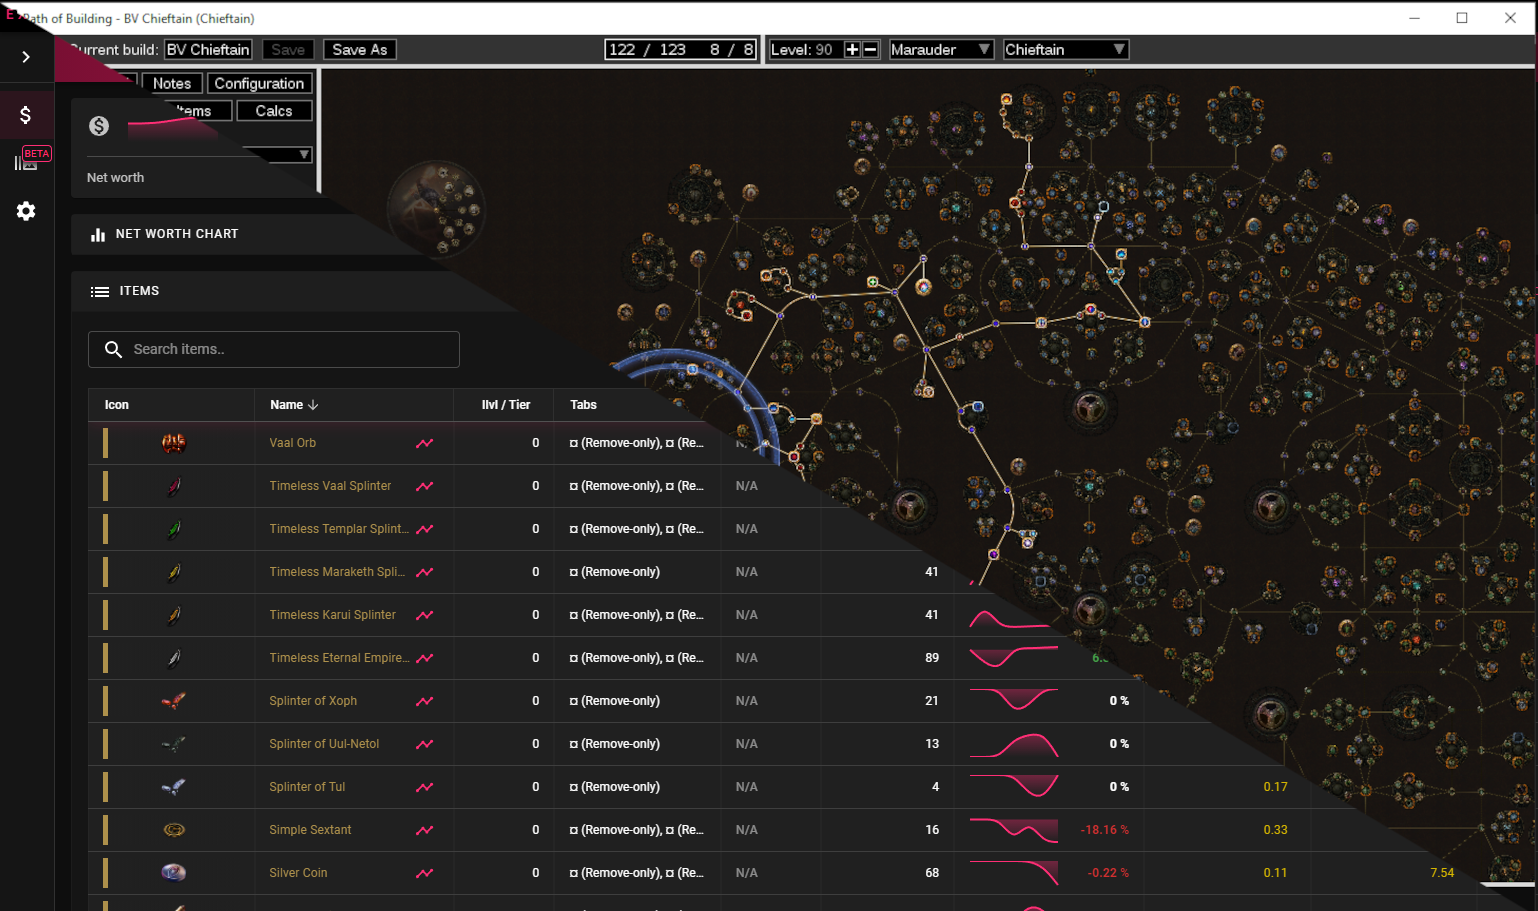 Path of Building - BV Chieftain (Chieftain)
Current build: BV Chieftain Save Save As 122 / 123 8 / 8 Level: 90 Marauder Chieftain
Notes Configuration
Items Calcs
BETA
Net worth
NET WORTH CHART
ITEMS
Search items..
Icon Name Ilvl / Tier Tabs
Vaal Orb 0 ¤ (Remove-only), ¤ (Re...
Timeless Vaal Splinter 0 ¤ (Remove-only), ¤ (Re... N/A
Timeless Templar Splint... 0 ¤ (Remove-only), ¤ (Re... N/A
Timeless Maraketh Spli... 0 ¤ (Remove-only) N/A 41
Timeless Karui Splinter 0 ¤ (Remove-only), ¤ (Re... N/A 41
Timeless Eternal Empire... 0 ¤ (Remove-only), ¤ (Re... N/A 89
Splinter of Xoph 0 ¤ (Remove-only) N/A 21 0 %
Splinter of Uul-Netol 0 ¤ (Remove-only) N/A 13 0 %
Splinter of Tul 0 ¤ (Remove-only) N/A 4 0 % 0.17
Simple Sextant 0 ¤ (Remove-only), ¤ (Re... N/A 16 -18.16 % 0.33
Silver Coin 0 ¤ (Remove-only), ¤ (Re... N/A 68 -0.22 % 0.11 7.54